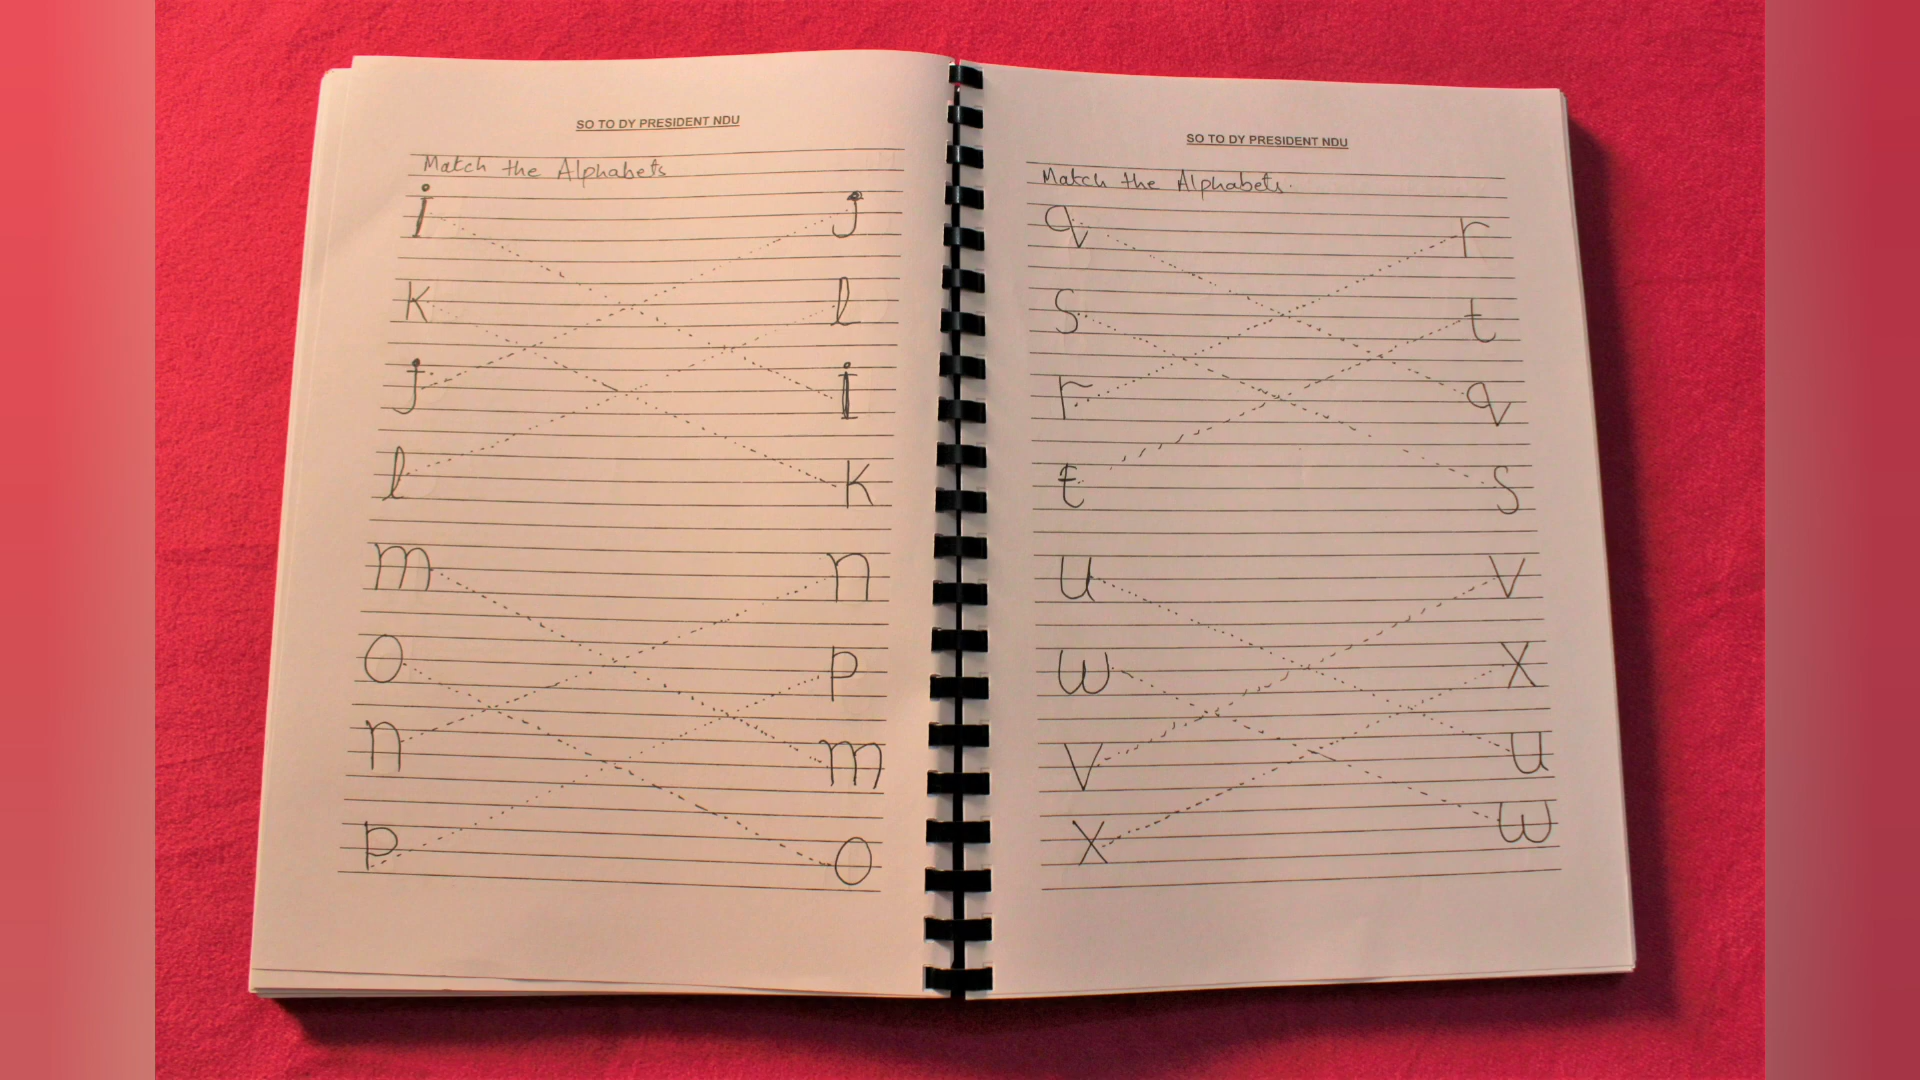 SO TO DY PRESIDENT NDU
Match the Alphabets
i j
k l
j i
l k
m n
o p
n m
p o
SO TO DY PRESIDENT NDU
Match the Alphabets.
q r
s t
r q
t s
u v
w x
v u
x w